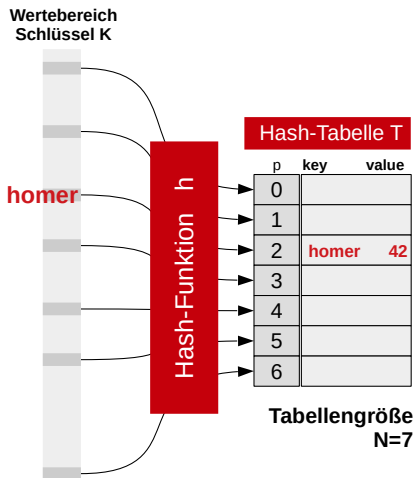 Wertebereich
Schlüssel K
homer
Hash-Funktion h
Hash-Tabelle T
p key value
0
1
2 homer 42
3
4
5
6
Tabellengröße
N=7